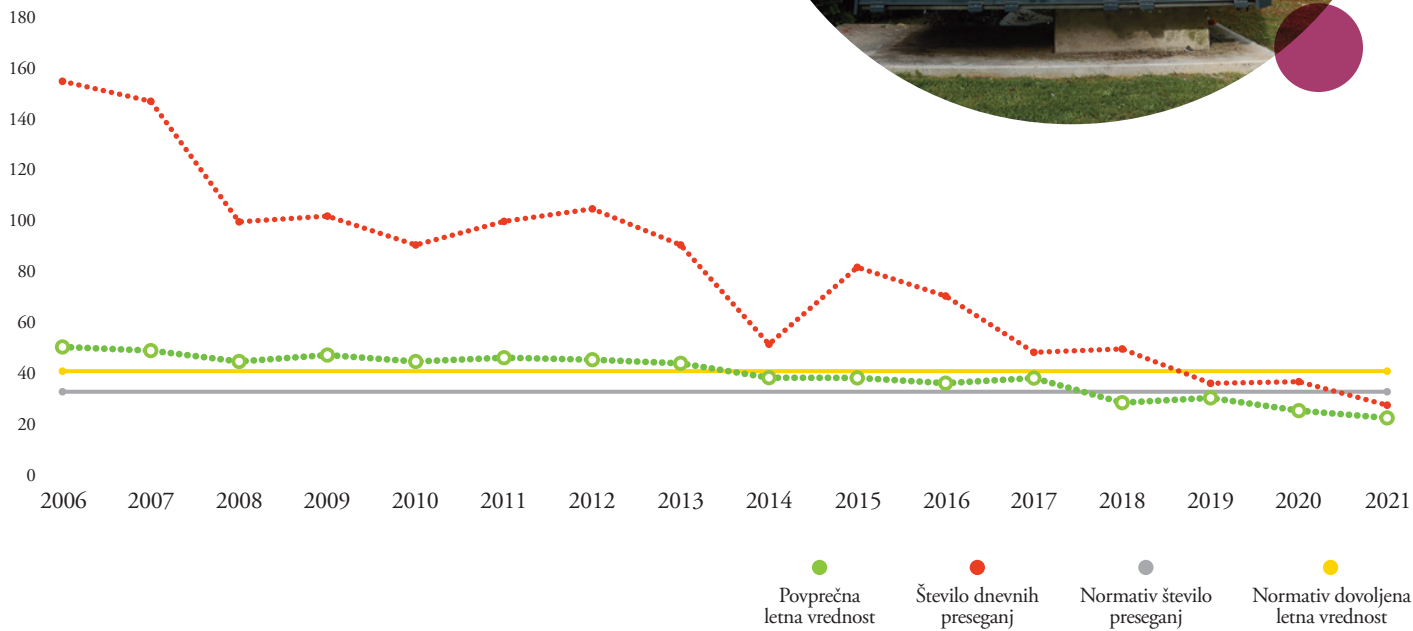 180
160
140
120
100
80
60
40
20
0
2006 2007 2008 2009 2010 2011 2012 2013 2014 2015 2016 2017 2018 2019 2020 2021
Povprečna
letna vrednost
Število dnevnih
preseganj
Normativ število
preseganj
Normativ dovoljena
letna vrednost